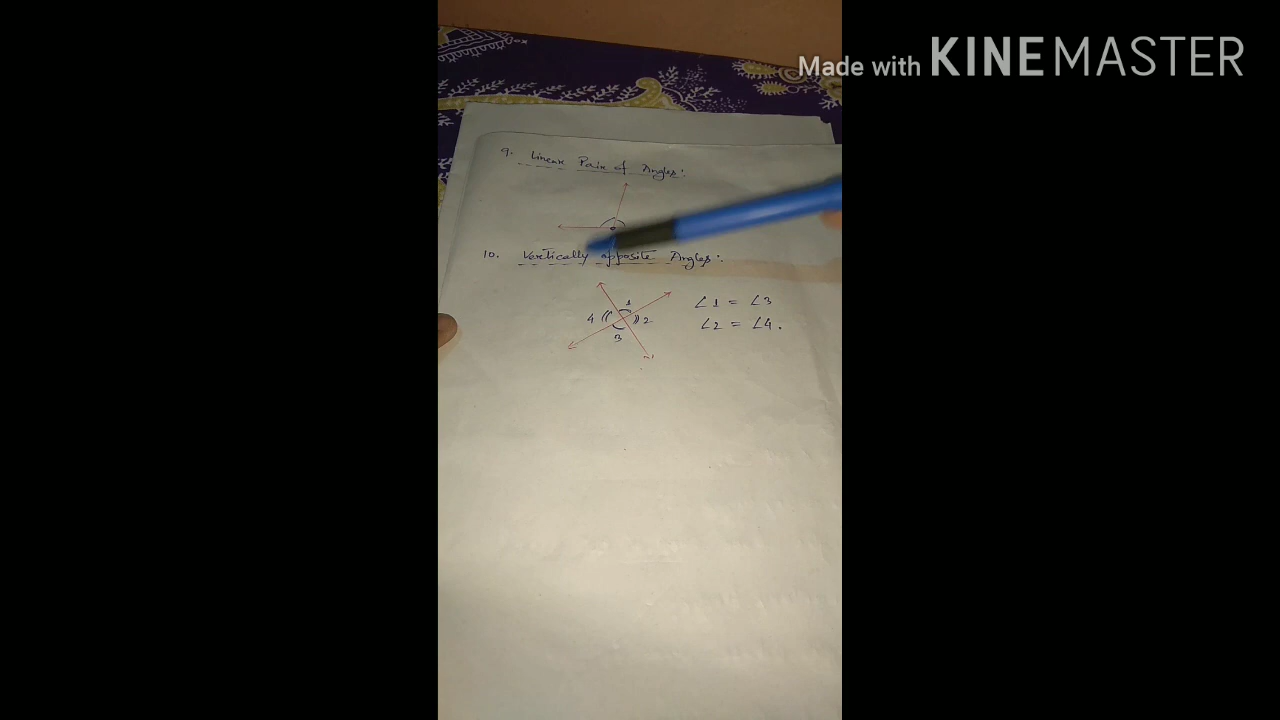 Made with KINEMASTER
9. Linear Pair of Angles:
10. Vertically opposite Angles:
1
4 2
3
∠1 = ∠3
∠2 = ∠4.